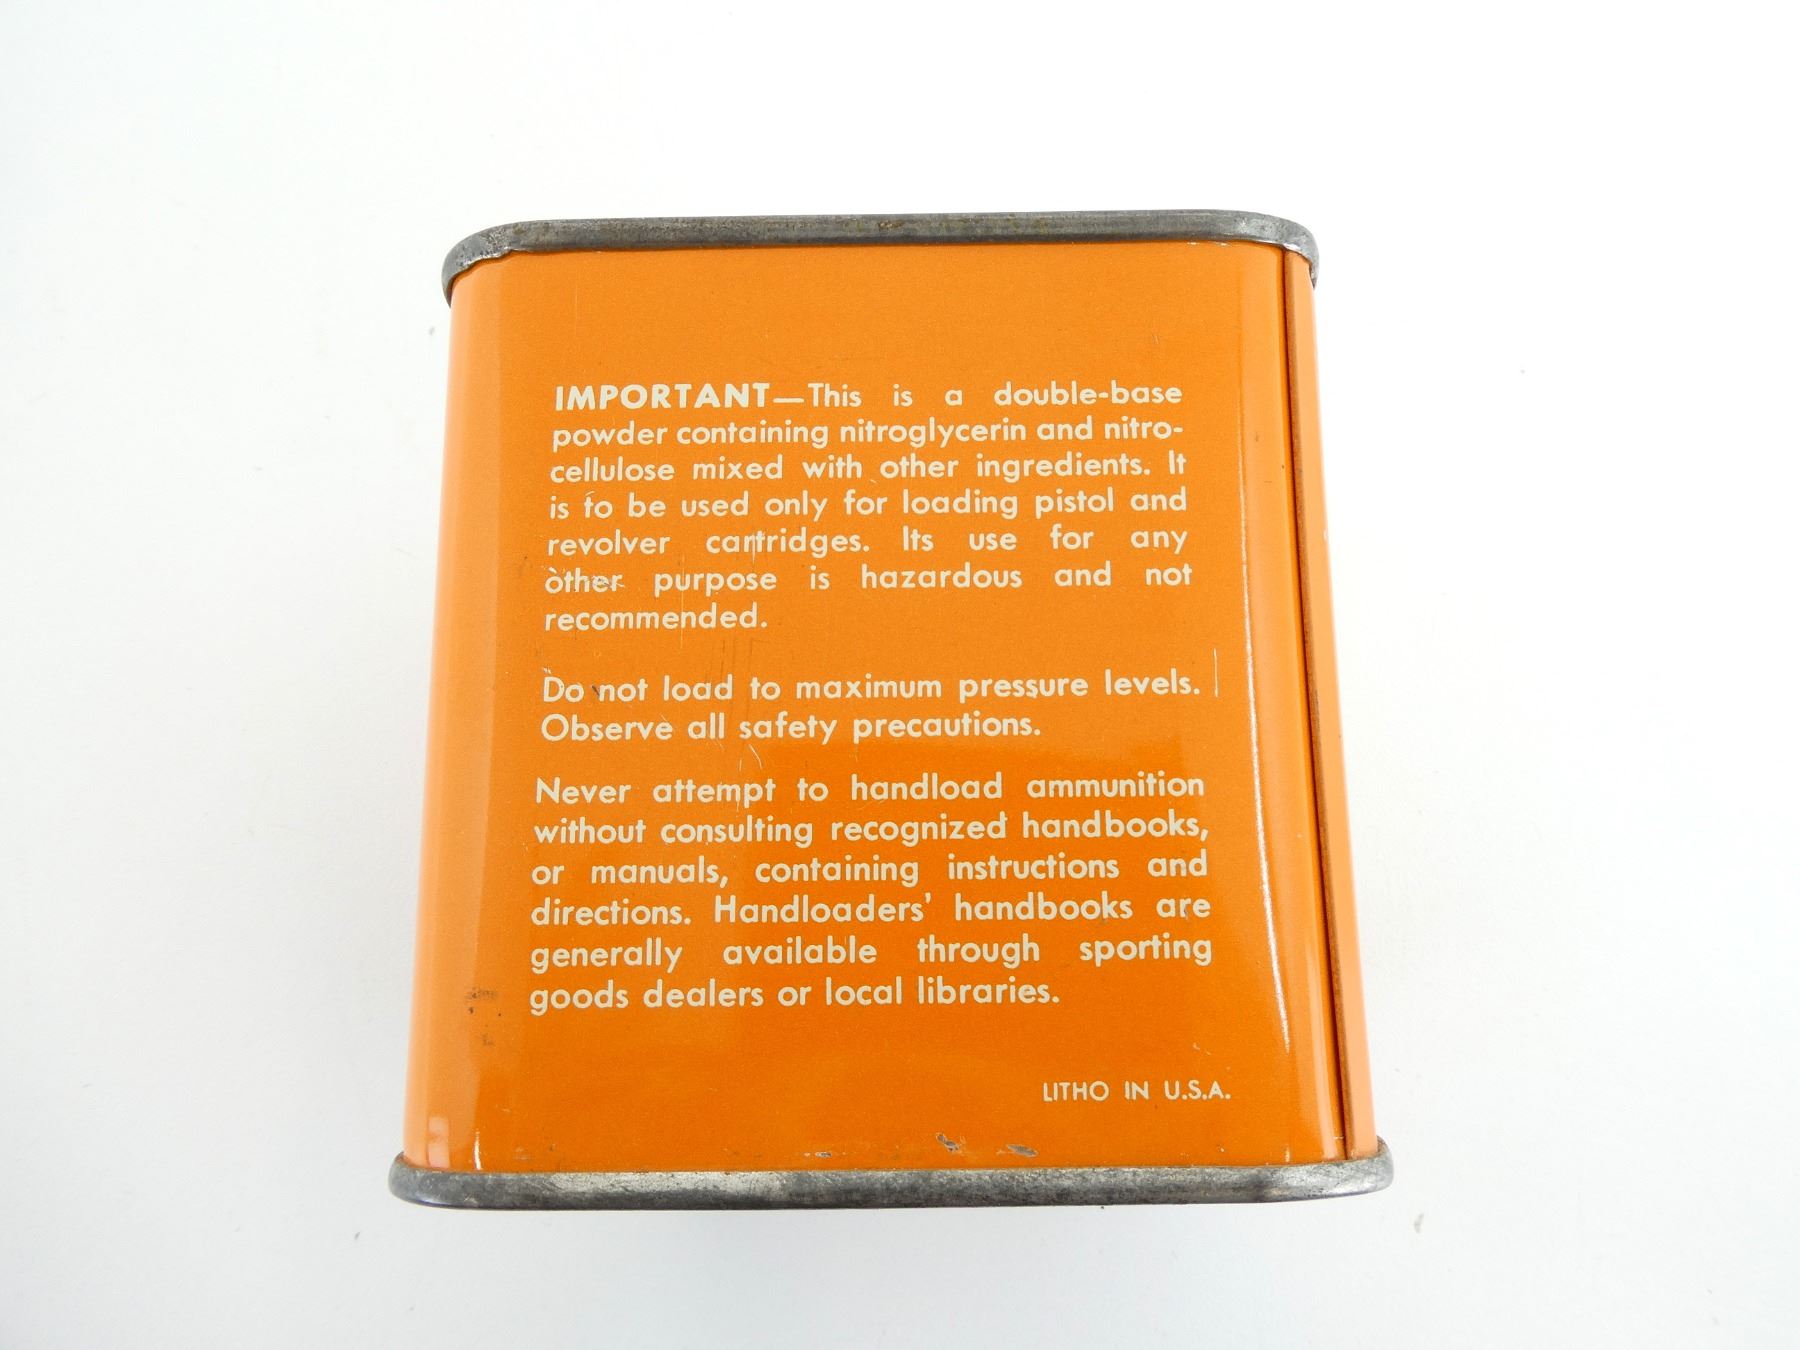 IMPORTANT—This is a double-base
powder containing nitroglycerin and nitro-
cellulose mixed with other ingredients. It
is to be used only for loading pistol and
revolver cartridges. Its use for any
other purpose is hazardous and not
recommended.
Do not load to maximum pressure levels.
Observe all safety precautions.
Never attempt to handload ammunition
without consulting recognized handbooks,
or manuals, containing instructions and
directions. Handloaders' handbooks are
generally available through sporting
goods dealers or local libraries.
LITHO IN U.S.A.